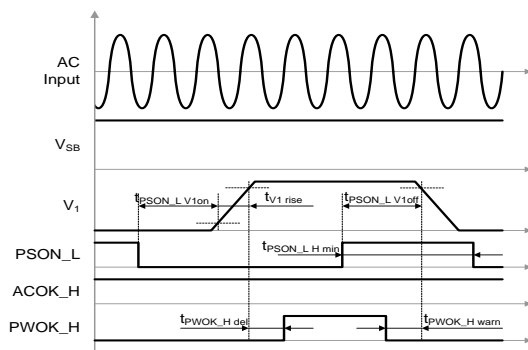 AC
Input
VSB
V1
tPSON_L V1on
tV1 rise
tPSON_L V1off
PSON_L
tPSON_L H min
ACOK_H
PWOK_H
tPWOK_H del
tPWOK_H warn